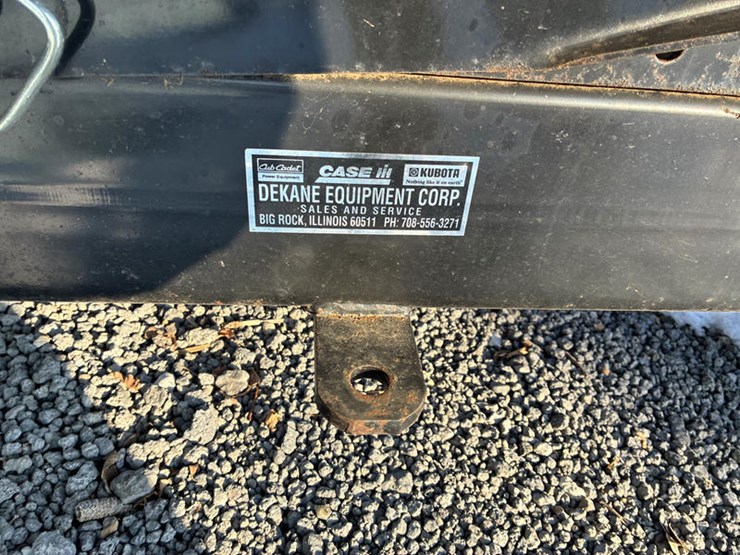 Cub Cadet CASE IH KUBOTA
Power Equipment Nothing like it on earth
DEKANE EQUIPMENT CORP.
SALES AND SERVICE
BIG ROCK, ILLINOIS 60511 PH: 708-556-3271